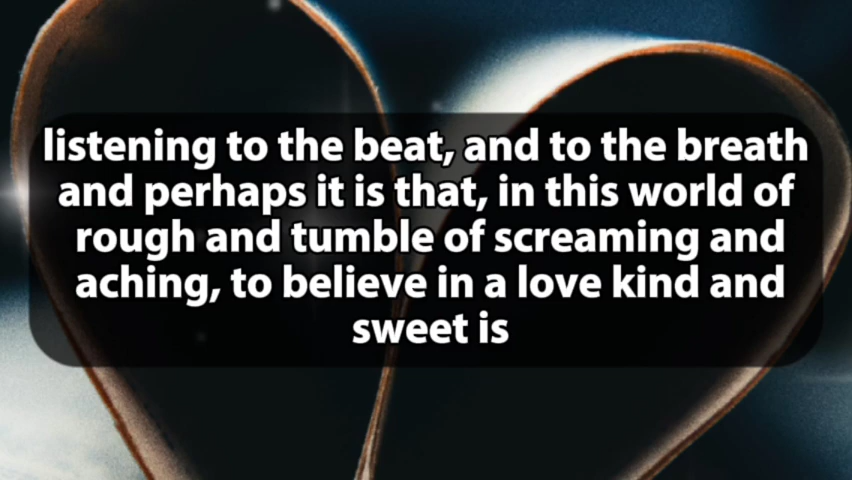 listening to the beat, and to the breath
and perhaps it is that, in this world of
rough and tumble of screaming and
aching, to believe in a love kind and
sweet is